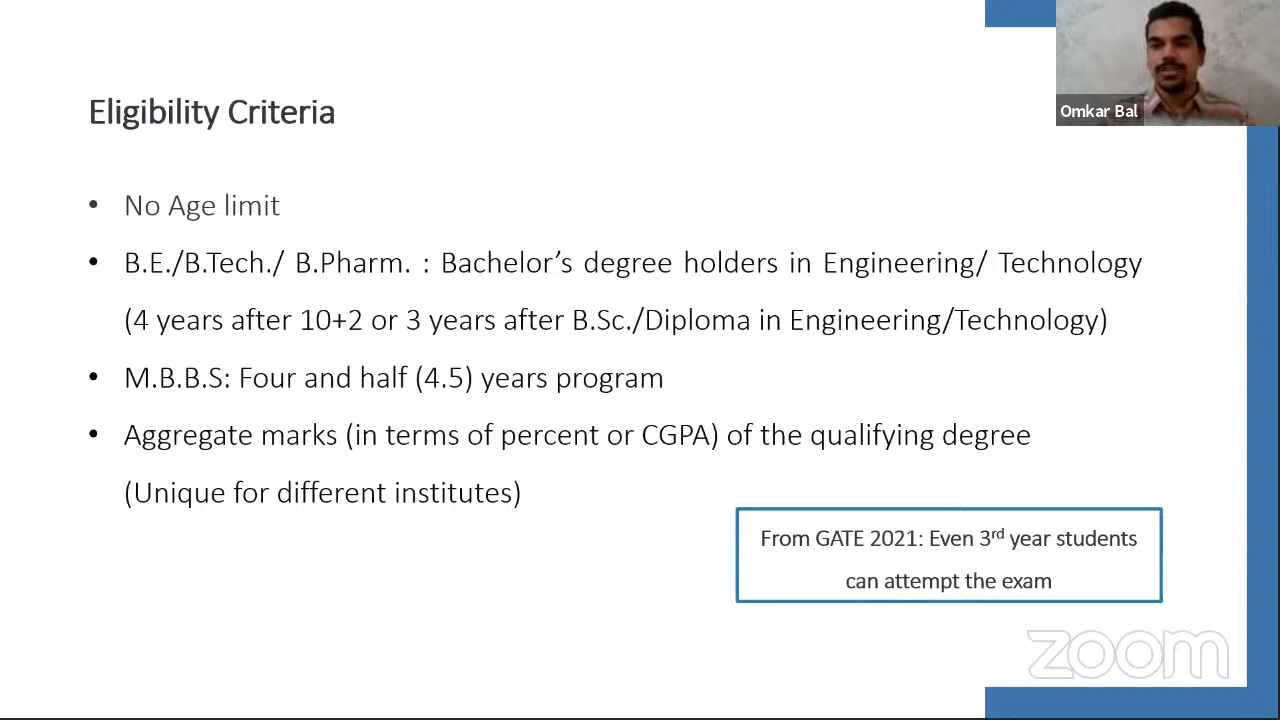 Omkar Bal
Eligibility Criteria
• No Age limit
• B.E./B.Tech./ B.Pharm. : Bachelor’s degree holders in Engineering/ Technology
(4 years after 10+2 or 3 years after B.Sc./Diploma in Engineering/Technology)
• M.B.B.S: Four and half (4.5) years program
• Aggregate marks (in terms of percent or CGPA) of the qualifying degree
(Unique for different institutes)
From GATE 2021: Even 3rd year students
can attempt the exam
zoom